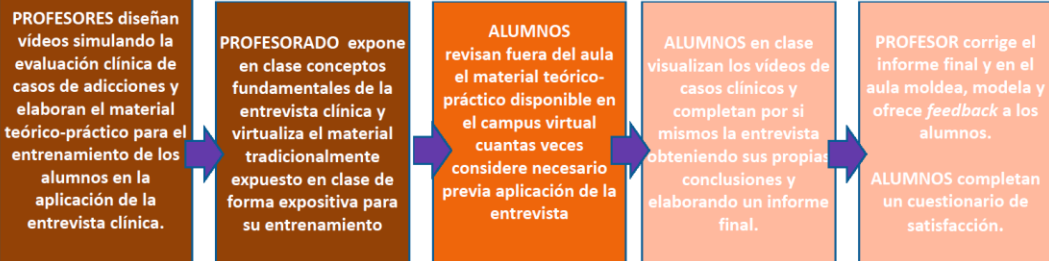 PROFESORES diseñan
vídeos simulando la
evaluación clínica de
casos de adicciones y
elaboran el material
teórico-práctico para el
entrenamiento de los
alumnos en la
aplicación de la
entrevista clínica.
PROFESORADO expone
en clase conceptos
fundamentales de la
entrevista clínica y
virtualiza el material
tradicionalmente
expuesto en clase de
forma expositiva para
su entrenamiento
ALUMNOS
revisan fuera del aula
el material teórico-
práctico disponible en
el campus virtual
cuantas veces
considere necesario
previa aplicación de la
entrevista
ALUMNOS en clase
visualizan los vídeos de
casos clínicos y
completan por si
mismos la entrevista
obteniendo sus propias
conclusiones y
elaborando un informe
final.
PROFESOR corrige el
informe final y en el
aula moldea, modela y
ofrece feedback a los
alumnos.
ALUMNOS completan
un cuestionario de
satisfacción.